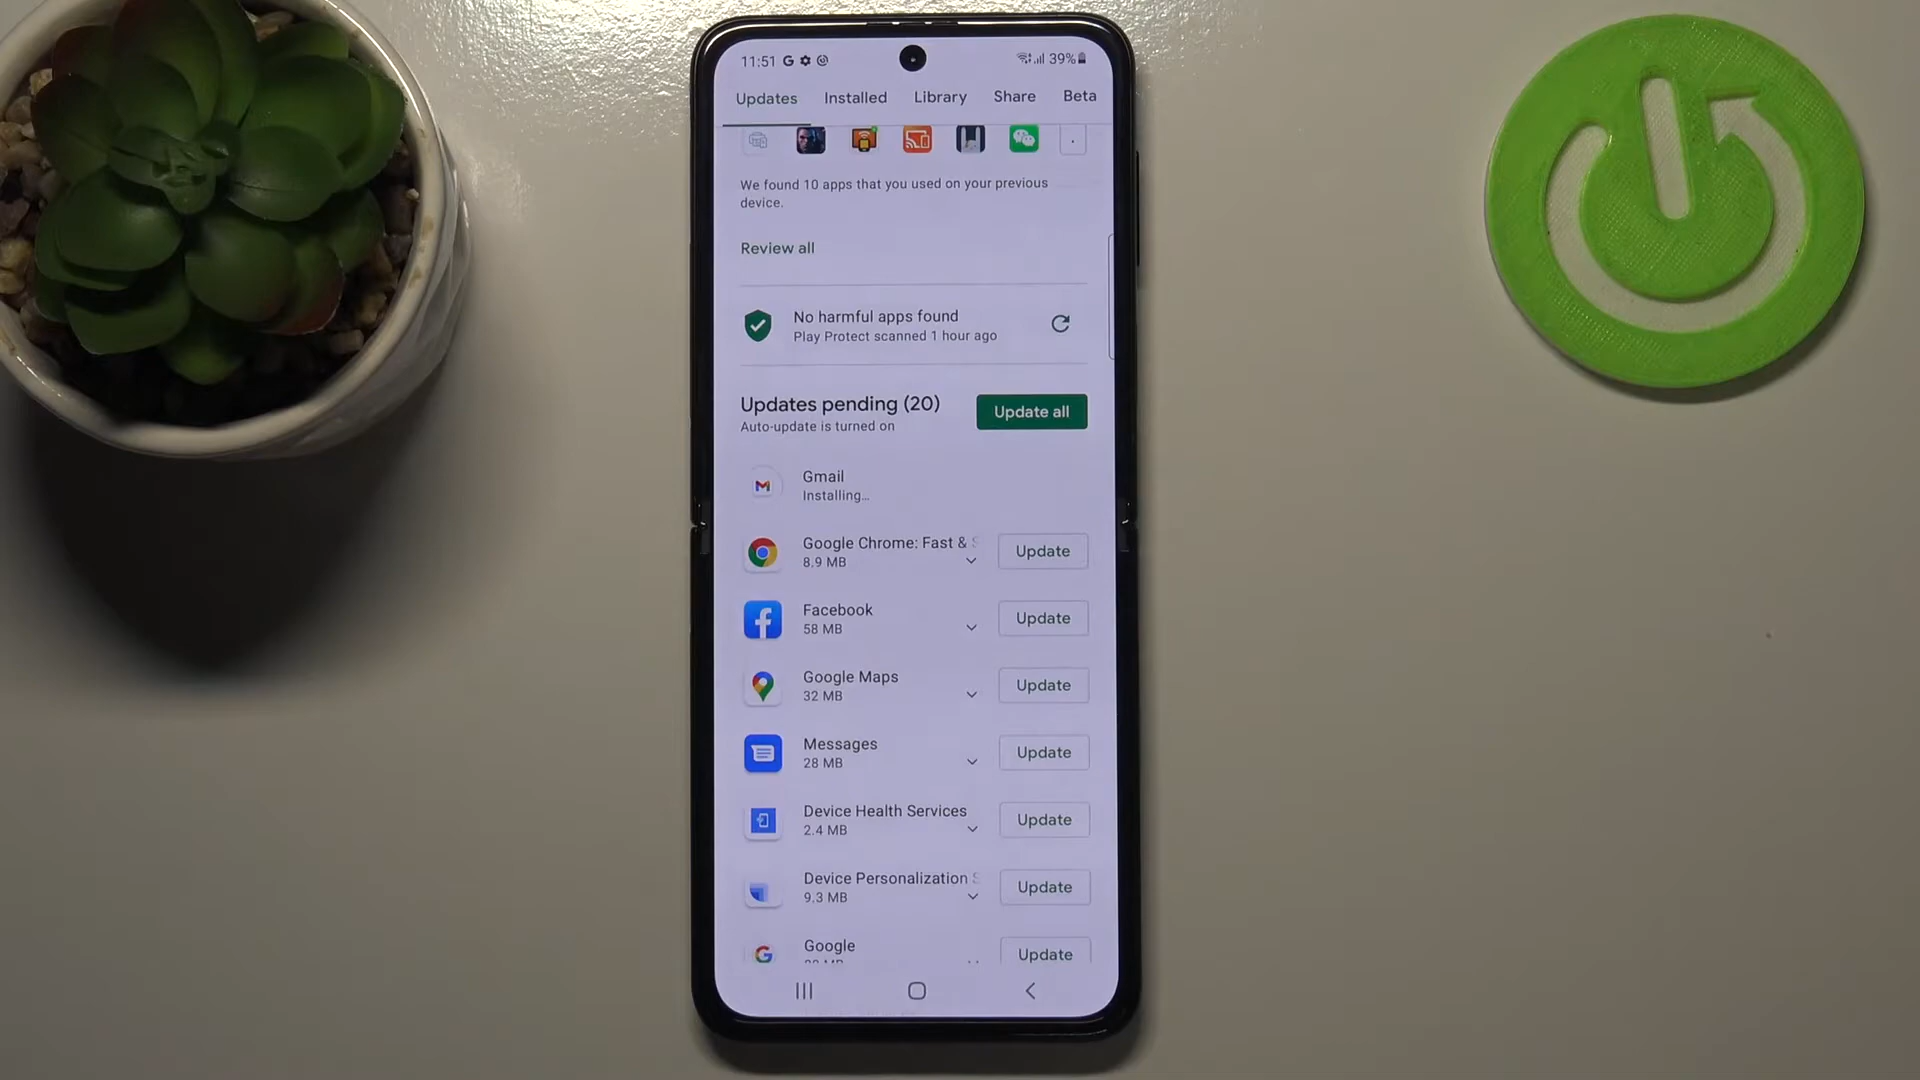 11:51 39%
Updates Installed Library Share Beta
We found 10 apps that you used on your previous
device.
Review all
No harmful apps found
Play Protect scanned 1 hour ago
Updates pending (20)
Auto-update is turned on
Update all
Gmail
Installing...
Google Chrome: Fast &
8.9 MB
Update
Facebook
58 MB
Update
Google Maps
32 MB
Update
Messages
28 MB
Update
Device Health Services
2.4 MB
Update
Device Personalization
9.3 MB
Update
Google
Update